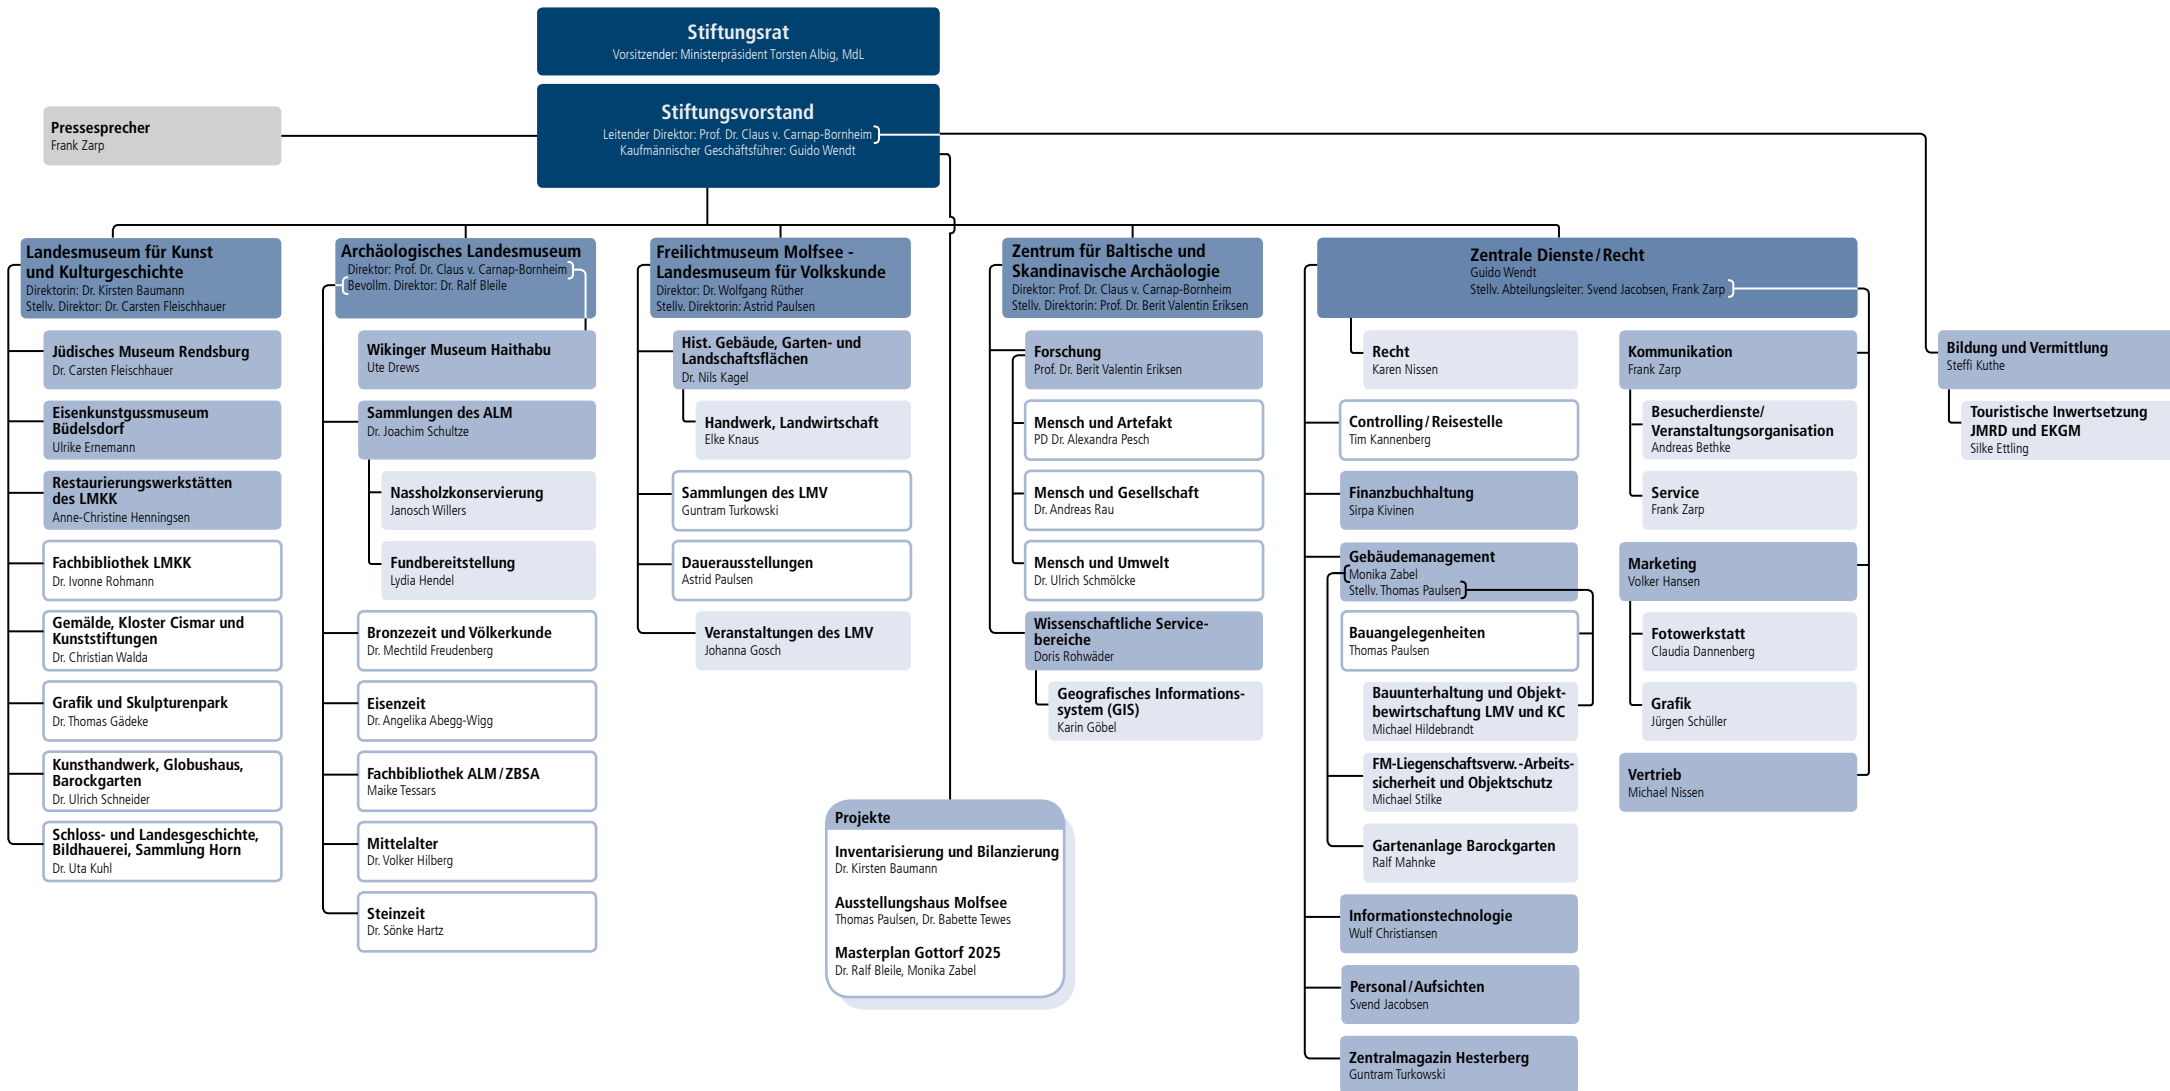 Stiftungsrat
Vorsitzender: Ministerpräsident Torsten Albig, MdL
Stiftungsvorstand
Leitender Direktor: Prof. Dr. Claus v. Carnap-Bornheim
Kaufmännischer Geschäftsführer: Guido Wendt
Pressesprecher
Frank Zarp
Landesmuseum für Kunst
und Kulturgeschichte
Direktorin: Dr. Kirsten Baumann
Stellv. Direktor: Dr. Carsten Fleischhauer
Jüdisches Museum Rendsburg
Dr. Carsten Fleischhauer
Eisenkunstgussmuseum
Büdelsdorf
Ulrike Ernemann
Restaurierungswerkstätten
des LMKK
Anne-Christine Henningsen
Fachbibliothek LMKK
Dr. Ivonne Rohmann
Gemälde, Kloster Cismar und
Kunststiftungen
Dr. Christian Walda
Grafik und Skulpturenpark
Dr. Thomas Gädeke
Kunsthandwerk, Globushaus,
Barockgarten
Dr. Ulrich Schneider
Schloss- und Landesgeschichte,
Bildhauerei, Sammlung Horn
Dr. Uta Kuhl
Archäologisches Landesmuseum
Direktor: Prof. Dr. Claus v. Carnap-Bornheim
Bevollm. Direktor: Dr. Ralf Bleile
Wikinger Museum Haithabu
Ute Drews
Sammlungen des ALM
Dr. Joachim Schultze
Nassholzkonservierung
Janosch Willers
Fundbereitstellung
Lydia Hendel
Bronzezeit und Völkerkunde
Dr. Mechtild Freudenberg
Eisenzeit
Dr. Angelika Abegg-Wigg
Fachbibliothek ALM/ZBSA
Maike Tessars
Mittelalter
Dr. Volker Hilberg
Steinzeit
Dr. Sönke Hartz
Freilichtmuseum Molfsee -
Landesmuseum für Volkskunde
Direktor: Dr. Wolfgang Rüther
Stellv. Direktorin: Astrid Paulsen
Hist. Gebäude, Garten- und
Landschaftsflächen
Dr. Nils Kagel
Handwerk, Landwirtschaft
Elke Knaus
Sammlungen des LMV
Guntram Turkowski
Dauerausstellungen
Astrid Paulsen
Veranstaltungen des LMV
Johanna Gosch
Projekte
Inventarisierung und Bilanzierung
Dr. Kirsten Baumann
Ausstellungshaus Molfsee
Thomas Paulsen, Dr. Babette Tewes
Masterplan Gottorf 2025
Dr. Ralf Bleile, Monika Zabel
Zentrum für Baltische und
Skandinavische Archäologie
Direktor: Prof. Dr. Claus v. Carnap-Bornheim
Stellv. Direktorin: Prof. Dr. Berit Valentin Eriksen
Forschung
Prof. Dr. Berit Valentin Eriksen
Mensch und Artefakt
PD Dr. Alexandra Pesch
Mensch und Gesellschaft
Dr. Andreas Rau
Mensch und Umwelt
Dr. Ulrich Schmölcke
Wissenschaftliche Service-
bereiche
Doris Rohwäder
Geografisches Informations-
system (GIS)
Karin Göbel
Zentrale Dienste/Recht
Guido Wendt
Stellv. Abteilungsleiter: Svend Jacobsen, Frank Zarp
Recht
Karen Nissen
Controlling/Reisestelle
Tim Kannenberg
Finanzbuchhaltung
Sirpa Kivinen
Gebäudemanagement
Monika Zabel
Stellv. Thomas Paulsen
Bauangelegenheiten
Thomas Paulsen
Bauunterhaltung und Objekt-
bewirtschaftung LMV und KC
Michael Hildebrandt
FM-Liegenschaftsverw.-Arbeits-
sicherheit und Objektschutz
Michael Stilke
Gartenanlage Barockgarten
Ralf Mahnke
Informationstechnologie
Wulf Christiansen
Personal/Aufsichten
Svend Jacobsen
Zentralmagazin Hesterberg
Guntram Turkowski
Kommunikation
Frank Zarp
Besucherdienste/
Veranstaltungsorganisation
Andreas Bethke
Service
Frank Zarp
Marketing
Volker Hansen
Fotowerkstatt
Claudia Dannenberg
Grafik
Jürgen Schüller
Vertrieb
Michael Nissen
Bildung und Vermittlung
Steffi Kuthe
Touristische Inwertsetzung
JMRD und EKGM
Silke Ettling